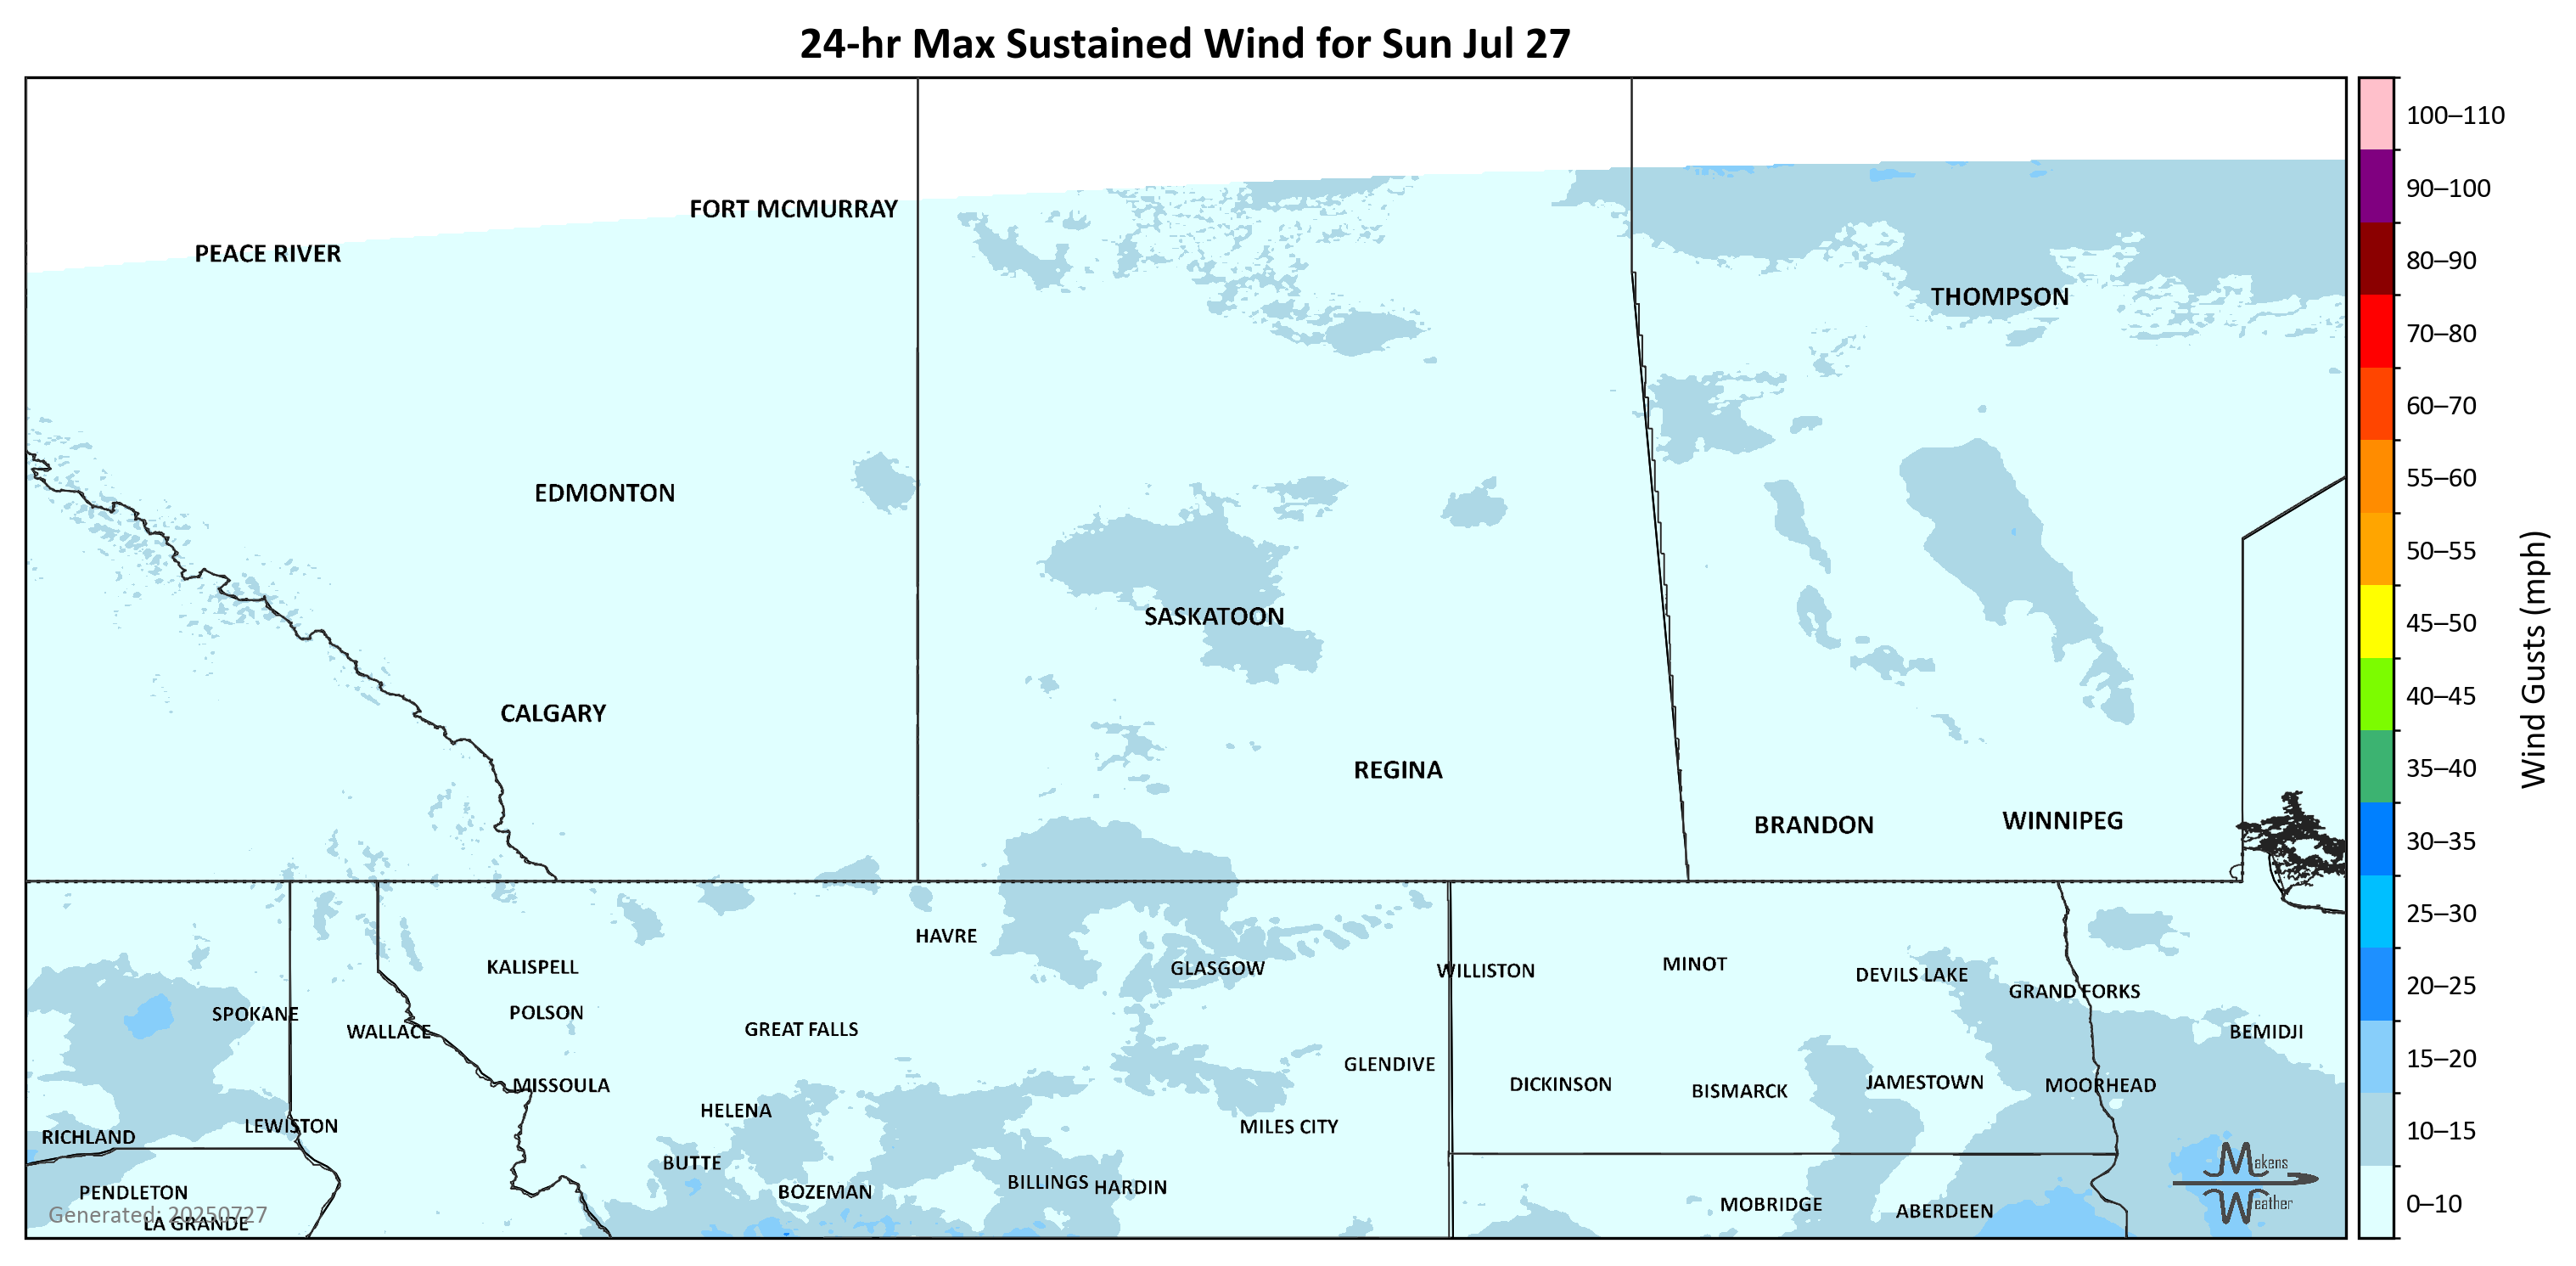 24-hr Max Sustained Wind for Sun Jul 27
FORT MCMURRAY
PEACE RIVER
THOMPSON
EDMONTON
SASKATOON
CALGARY
REGINA
BRANDON
WINNIPEG
HAVRE
KALISPELL
GLASGOW
WILLISTON
MINOT
DEVILS LAKE
GRAND FORKS
SPOKANE
POLSON
WALLACE
GREAT FALLS
BEMIDJI
GLENDIVE
MISSOULA
DICKINSON
BISMARCK
JAMESTOWN
MOORHEAD
HELENA
LEWISTON
MILES CITY
RICHLAND
BUTTE
BILLINGS
HARDIN
PENDLETON
BOZEMAN
MOBRIDGE
ABERDEEN
LA GRANDE
Generated: 20250727
Makens
Weather
100–110
90–100
80–90
70–80
60–70
55–60
50–55
45–50
40–45
35–40
30–35
25–30
20–25
15–20
10–15
0–10
Wind Gusts (mph)